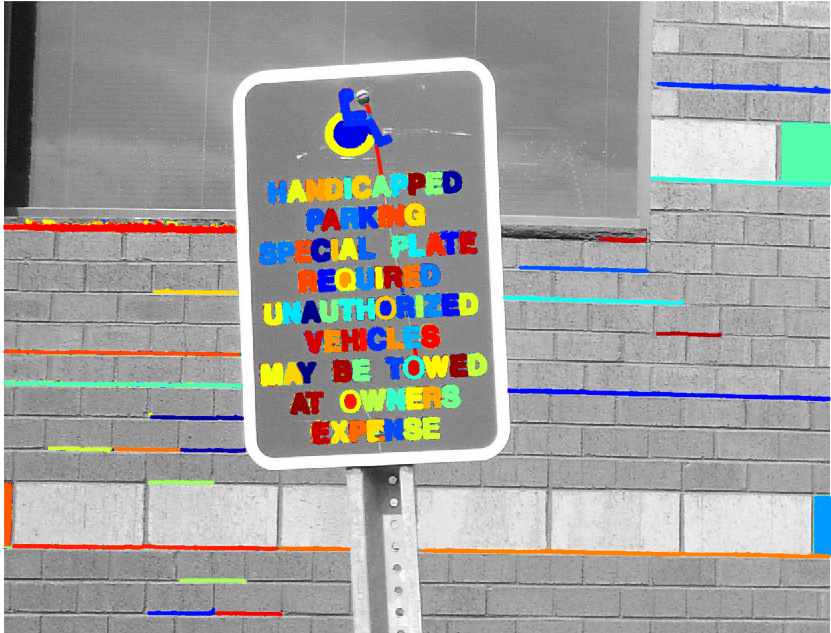 HANDICAPPED
PARKING
SPECIAL PLATE
REQUIRED
UNAUTHORIZED
VEHICLES
MAY BE TOWED
AT OWNERS
EXPENSE